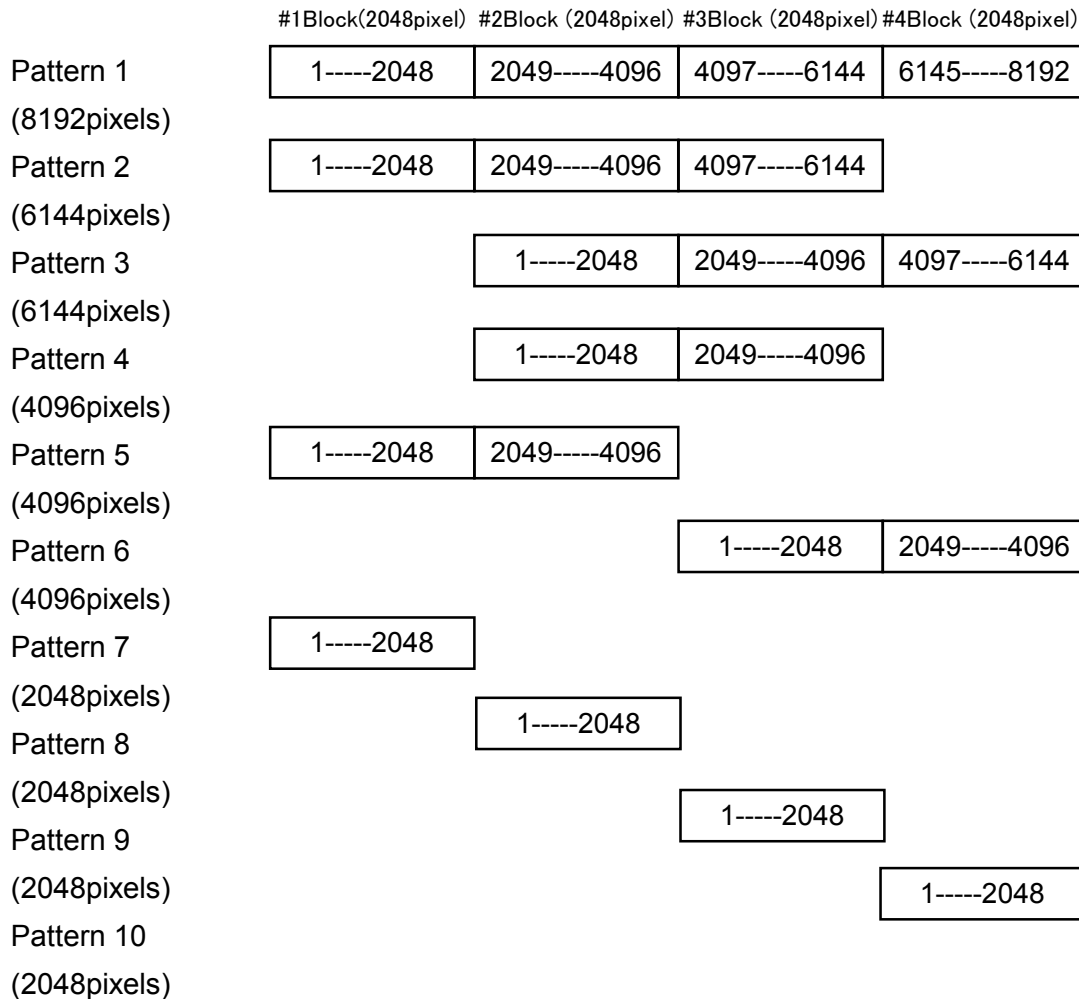 #1Block(2048pixel) #2Block (2048pixel) #3Block (2048pixel) #4Block (2048pixel)
Pattern 1 1-----2048 2049-----4096 4097-----6144 6145-----8192
(8192pixels)
Pattern 2 1-----2048 2049-----4096 4097-----6144
(6144pixels)
Pattern 3 1-----2048 2049-----4096 4097-----6144
(6144pixels)
Pattern 4 1-----2048 2049-----4096
(4096pixels)
Pattern 5 1-----2048 2049-----4096
(4096pixels)
Pattern 6 1-----2048 2049-----4096
(4096pixels)
Pattern 7 1-----2048
(2048pixels)
Pattern 8 1-----2048
(2048pixels)
Pattern 9 1-----2048
(2048pixels) 1-----2048
Pattern 10
(2048pixels)